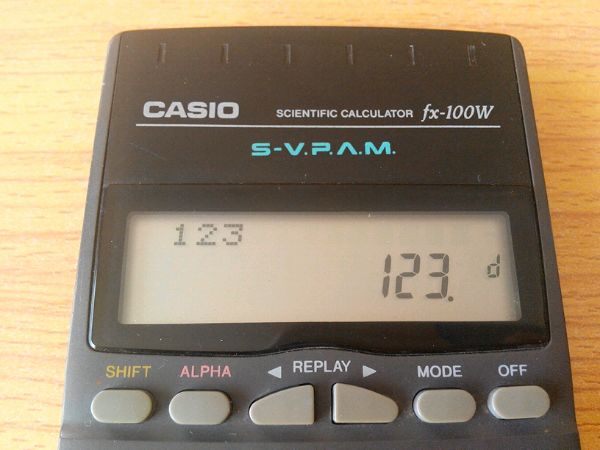 CASIO SCIENTIFIC CALCULATOR fx-100W
S-V.P.A.M.
123
123. d
SHIFT ALPHA ◀ REPLAY ▶ MODE OFF